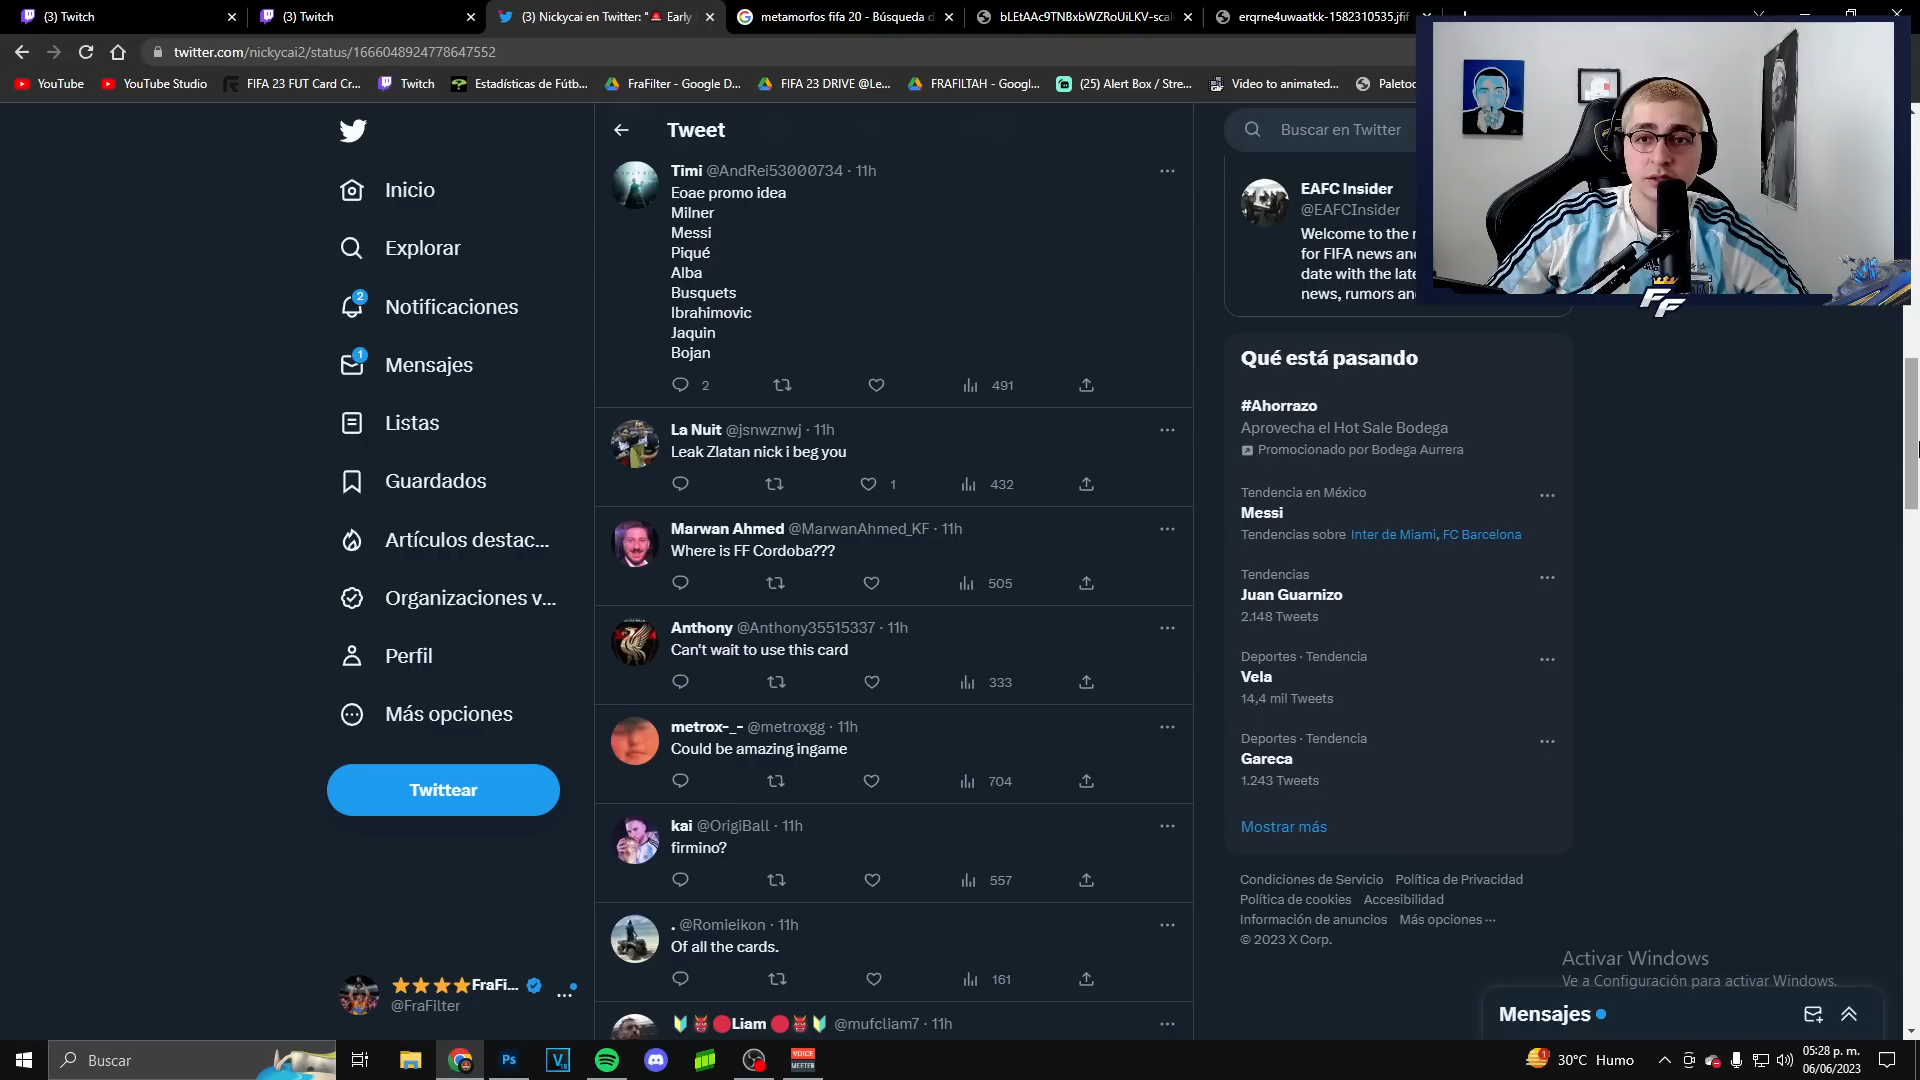 (3) Twitch
(3) Twitch
(3) Nickycai en Twitter: "🚨 Early
metamorfos fifa 20 - Búsqueda d
bLEtAAc9TNBxbWZRoUiLKV-scal
erqrne4uwaatkk-1582310535.jfif
twitter.com/nickycai2/status/1666048924778647552
YouTube
YouTube Studio
FIFA 23 FUT Card Cr...
Twitch
Estadísticas de Fútb...
FraFilter - Google D...
FIFA 23 DRIVE @Le...
FRAFILTAH - Googl...
(25) Alert Box / Stre...
Video to animated...
Paletoc
Inicio
Explorar
2
Notificaciones
1
Mensajes
Listas
Guardados
Artículos destac...
Organizaciones v...
Perfil
Más opciones
Twittear
⭐⭐⭐⭐FraFi...
@FraFilter
Tweet
Timi @AndRei53000734 · 11h
Eoae promo idea
Milner
Messi
Piqué
Alba
Busquets
Ibrahimovic
Jaquin
Bojan
2
491
La Nuit @jsnwznwj · 11h
Leak Zlatan nick i beg you
1
432
Marwan Ahmed @MarwanAhmed_KF · 11h
Where is FF Cordoba???
505
Anthony @Anthony35515337 · 11h
Can't wait to use this card
333
metrox-_- @metroxgg · 11h
Could be amazing ingame
704
kai @OrigiBall · 11h
firmino?
557
. @Romieikon · 11h
Of all the cards.
161
🔰👹🔴Liam🔴👹🔰 @mufcliam7 · 11h
Buscar en Twitter
EAFC Insider
@EAFCInsider
Welcome to the r
for FIFA news and
date with the late
news, rumors an
FF
Qué está pasando
#Ahorrazo
Aprovecha el Hot Sale Bodega
Promocionado por Bodega Aurrera
Tendencia en México
Messi
Tendencias sobre Inter de Miami, FC Barcelona
Tendencias
Juan Guarnizo
2.148 Tweets
Deportes · Tendencia
Vela
14,4 mil Tweets
Deportes · Tendencia
Gareca
1.243 Tweets
Mostrar más
Condiciones de Servicio Política de Privacidad
Política de cookies Accesibilidad
Información de anuncios Más opciones ···
© 2023 X Corp.
Activar Windows
Ve a Configuración para activar Windows.
Mensajes
Buscar
Ps
V
VOICE
MEETER
1
30°C Humo
05:28 p. m.
06/06/2023